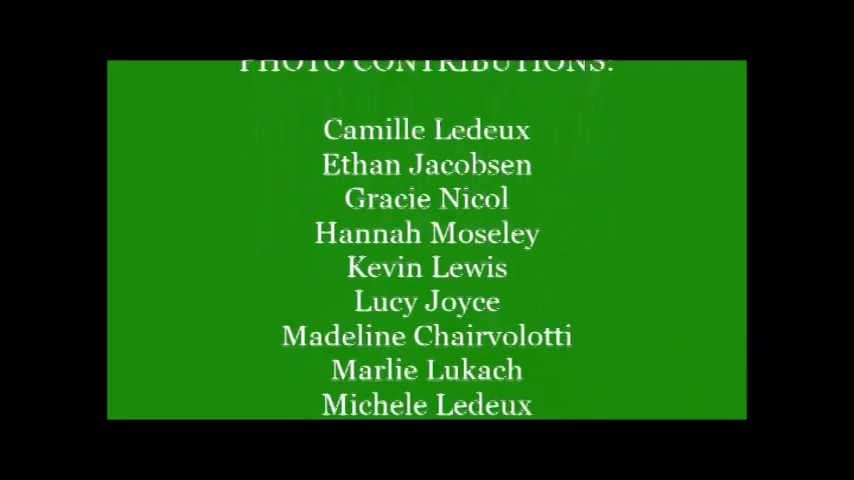 PHOTO CONTRIBUTIONS:
Camille Ledeux
Ethan Jacobsen
Gracie Nicol
Hannah Moseley
Kevin Lewis
Lucy Joyce
Madeline Chairvolotti
Marlie Lukach
Michele Ledeux